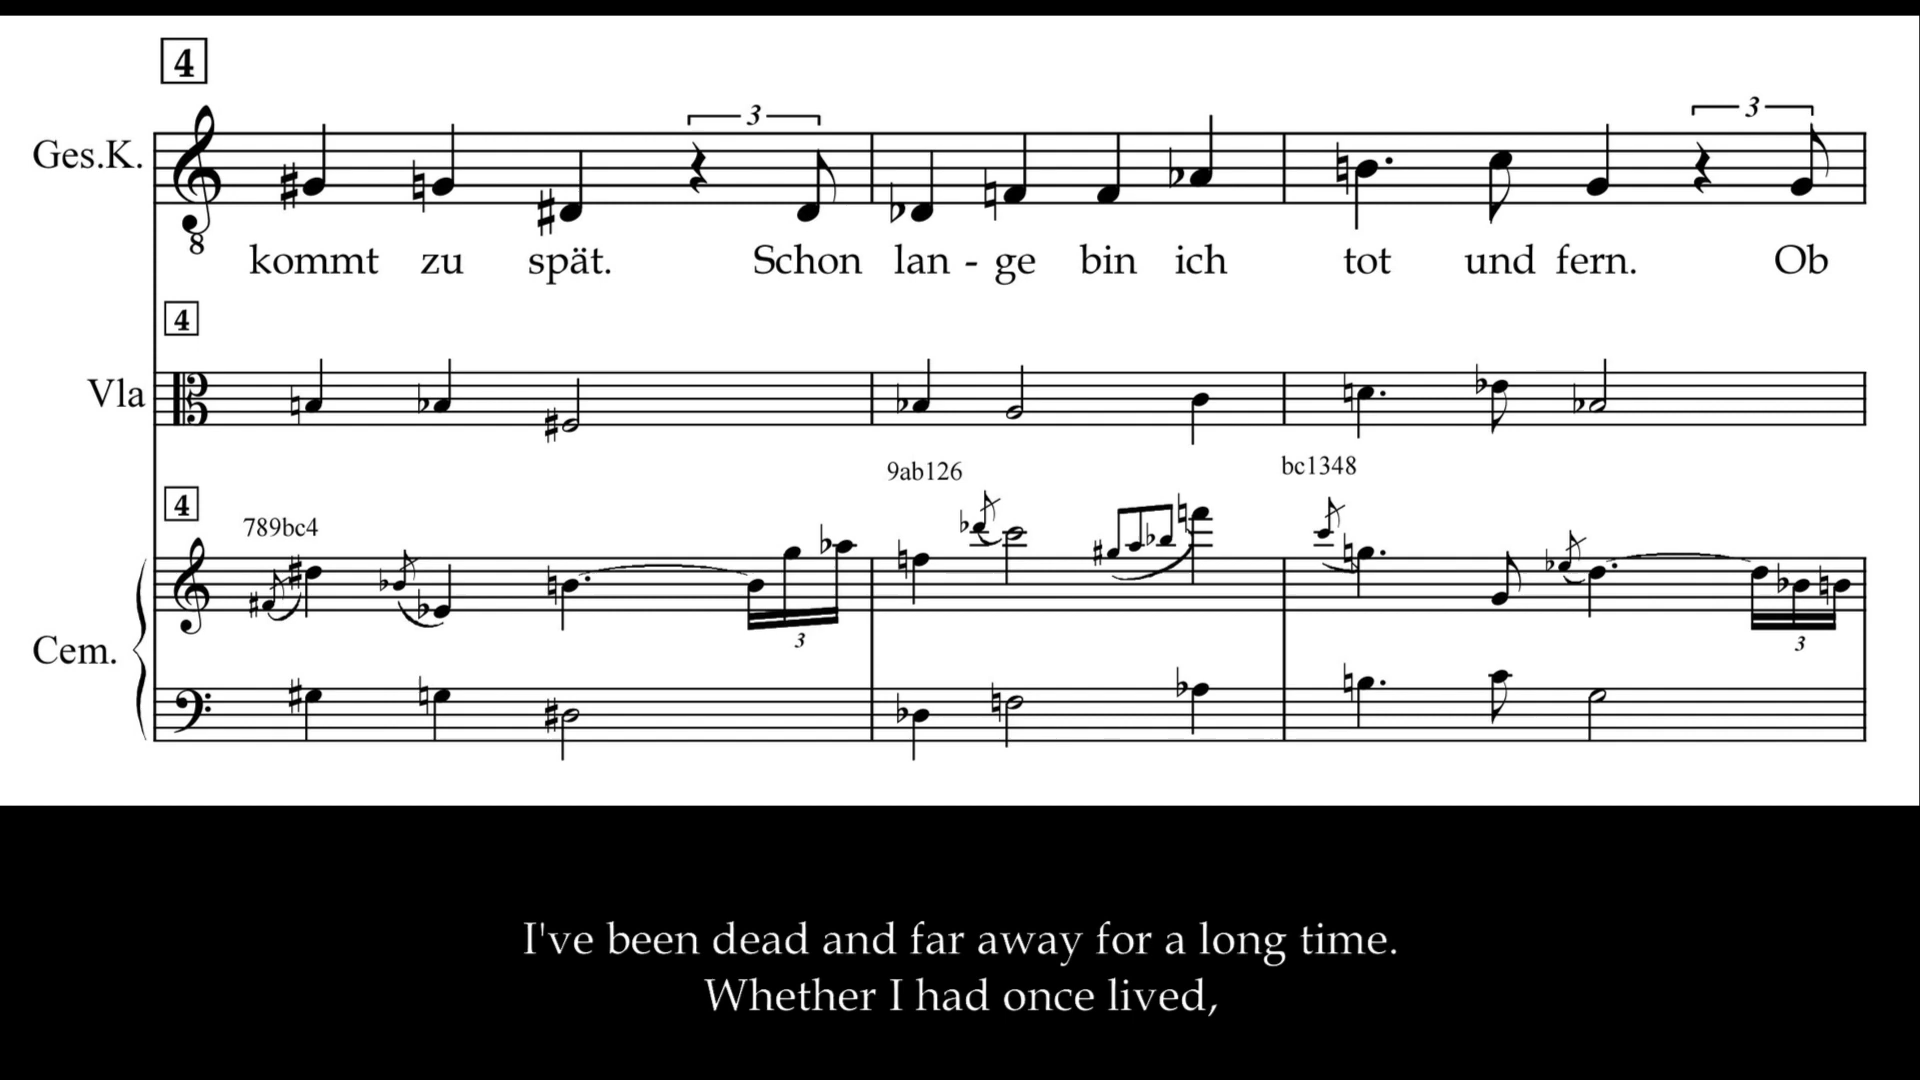 4
3
3
Ges.K.
8
kommt zu spät. Schon lan - ge bin ich tot und fern. Ob
4
Vla
9ab126
bc1348
4
789bc4
3
3
Cem.
I've been dead and far away for a long time.
Whether I had once lived,